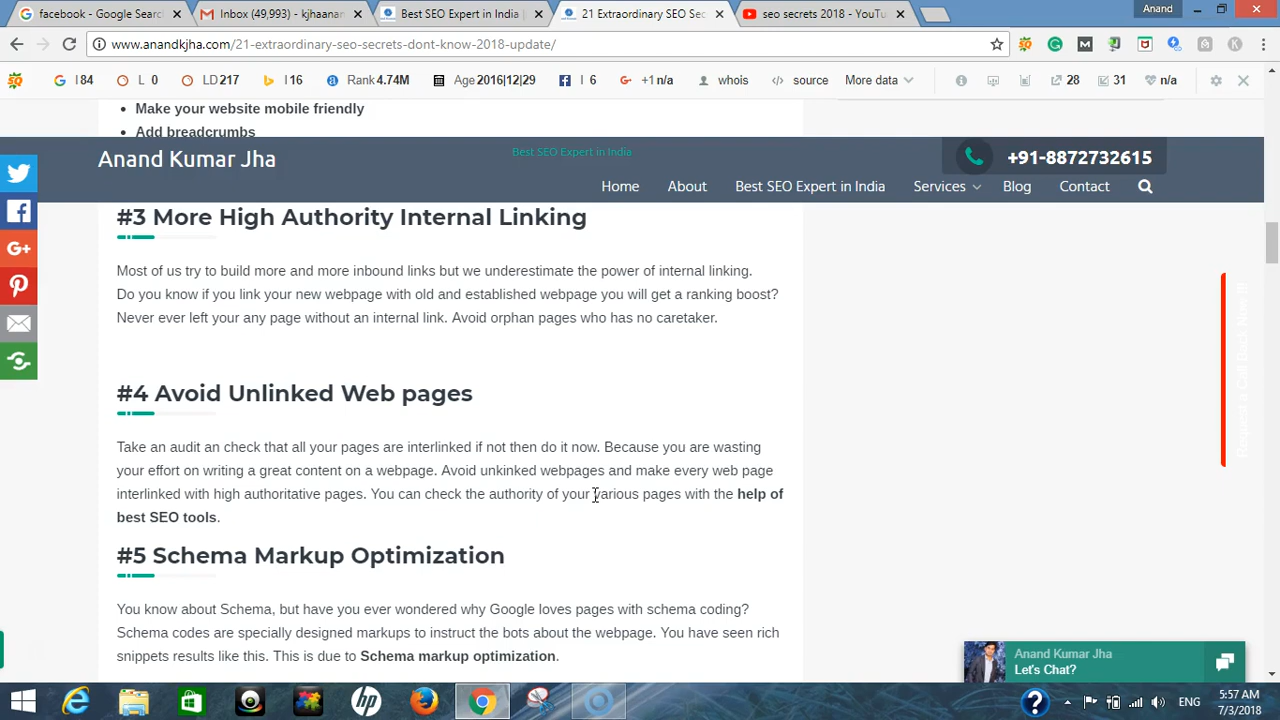 facebook - Google Search
Inbox (49,993) - kjhaanan
Best SEO Expert in India |
21 Extraordinary SEO Sec
seo secrets 2018 - YouTu
Anand
www.anandkjha.com/21-extraordinary-seo-secrets-dont-know-2018-update/
I 84
L 0
LD 217
I 16
Rank 4.74M
Age 2016|12|29
I 6
+1 n/a
whois
source
More data
28
31
n/a
Make your website mobile friendly
Add breadcrumbs
Anand Kumar Jha
Best SEO Expert in India
+91-8872732615
Home
About
Best SEO Expert in India
Services
Blog
Contact
#3 More High Authority Internal Linking
Most of us try to build more and more inbound links but we underestimate the power of internal linking.
Do you know if you link your new webpage with old and established webpage you will get a ranking boost?
Never ever left your any page without an internal link. Avoid orphan pages who has no caretaker.
#4 Avoid Unlinked Web pages
Take an audit an check that all your pages are interlinked if not then do it now. Because you are wasting
your effort on writing a great content on a webpage. Avoid unkinked webpages and make every web page
interlinked with high authoritative pages. You can check the authority of your various pages with the help of
best SEO tools.
#5 Schema Markup Optimization
You know about Schema, but have you ever wondered why Google loves pages with schema coding?
Schema codes are specially designed markups to instruct the bots about the webpage. You have seen rich
snippets results like this. This is due to Schema markup optimization.
Request a Call Back Now !!!
Anand Kumar Jha
Let's Chat?
ENG
5:57 AM
7/3/2018